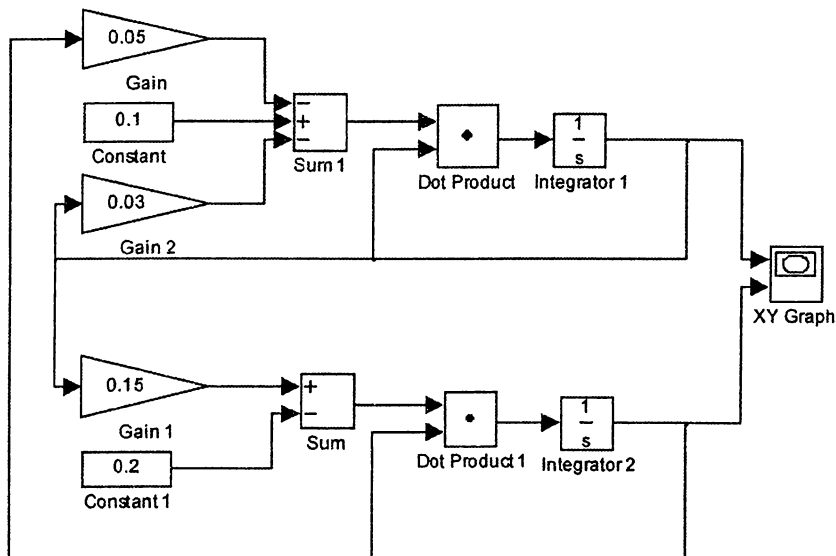 0.05
Gain
0.1
Constant
−
+
−
Sum 1
Dot Product
1
s
Integrator 1
0.03
Gain 2
XY Graph
0.15
Gain 1
+
−
Sum
Dot Product 1
1
s
Integrator 2
0.2
Constant 1